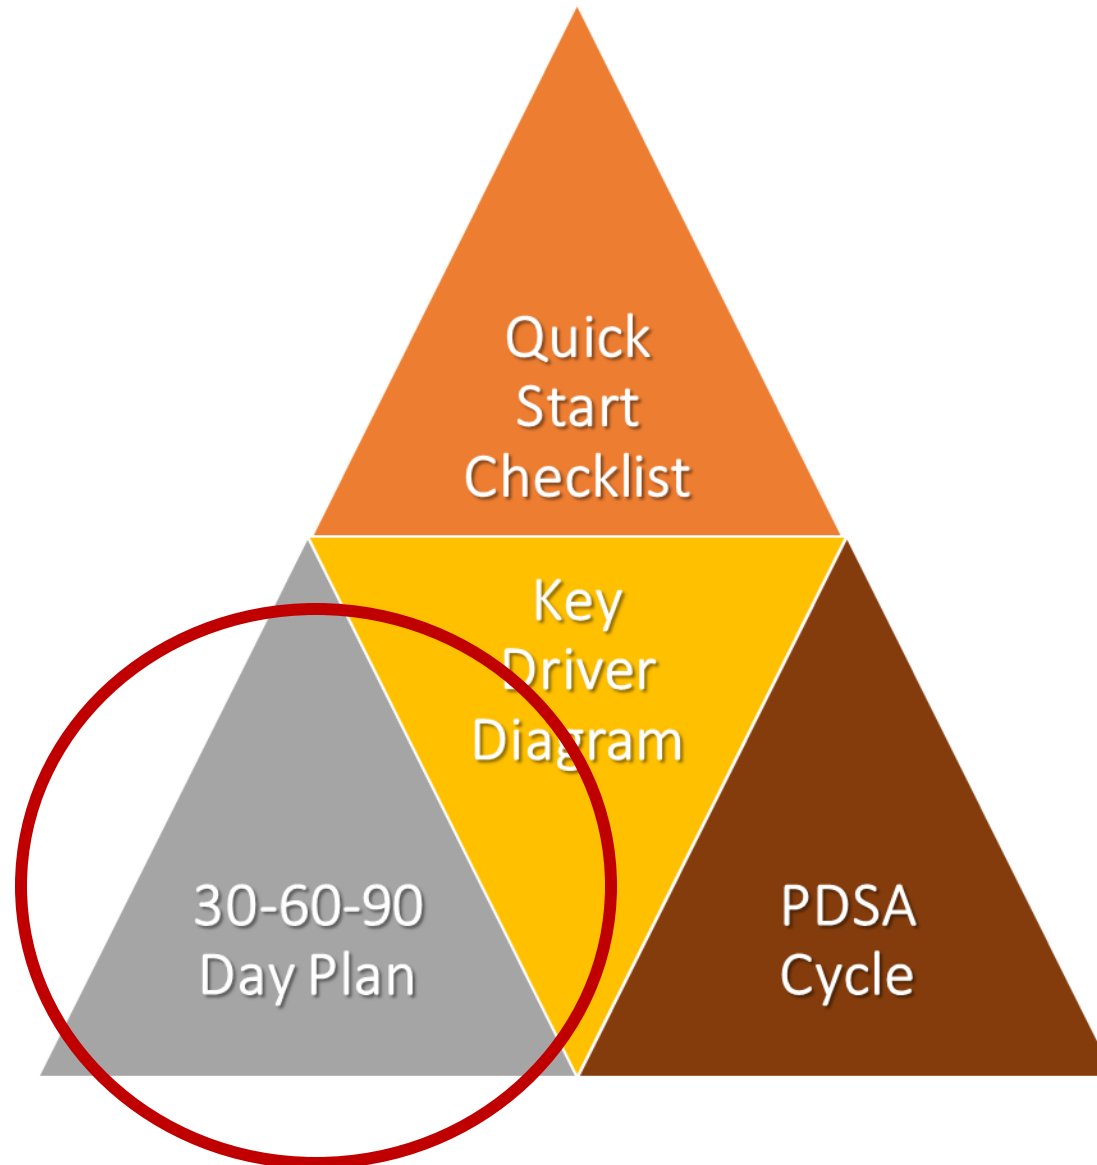 Quick
Start
Checklist
Key
Driver
Diagram
30-60-90
Day Plan
PDSA
Cycle